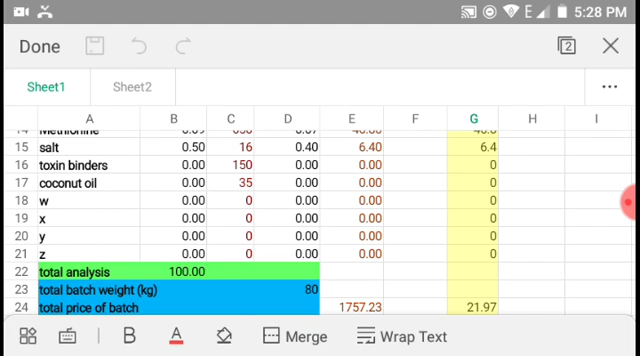 E 5:28 PM
Done 2
Sheet1 Sheet2
A B C D E F G H I
14 Methionine
15 salt 0.50 16 0.40 6.40 6.4
16 toxin binders 0.00 150 0.00 0.00 0
17 coconut oil 0.00 35 0.00 0.00 0
18 w 0.00 0 0.00 0.00 0
19 x 0.00 0 0.00 0.00 0
20 y 0.00 0 0.00 0.00 0
21 z 0.00 0 0.00 0.00 0
22 total analysis 100.00
23 total batch weight (kg) 80
24 total price of batch 1757.23 21.97
B A Merge Wrap Text